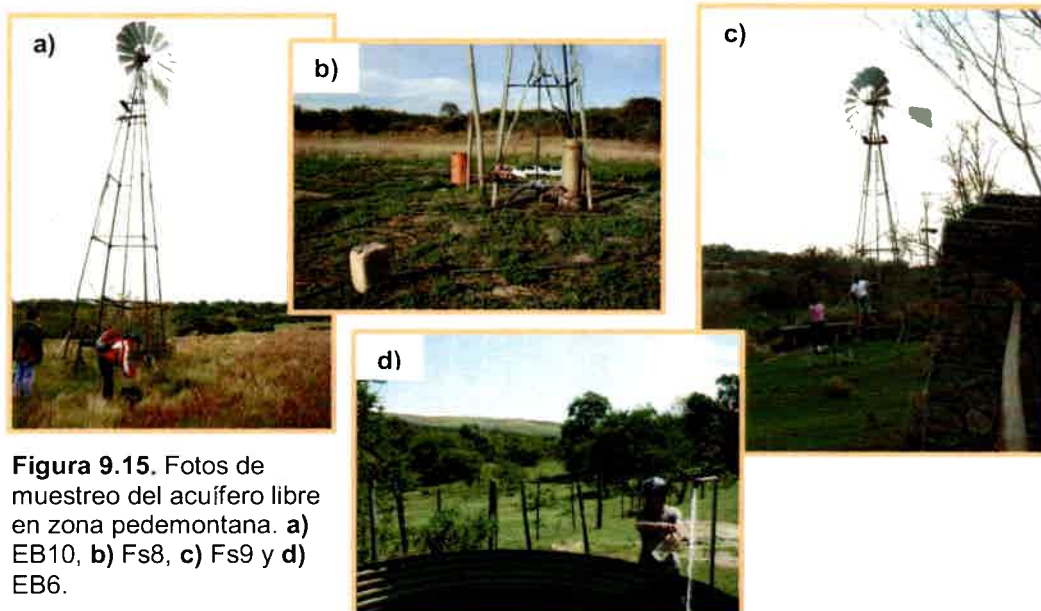 a)
b)
c)
d)
Figura 9.15. Fotos de
muestreo del acuífero libre
en zona pedemontana. a)
EB10, b) Fs8, c) Fs9 y d)
EB6.